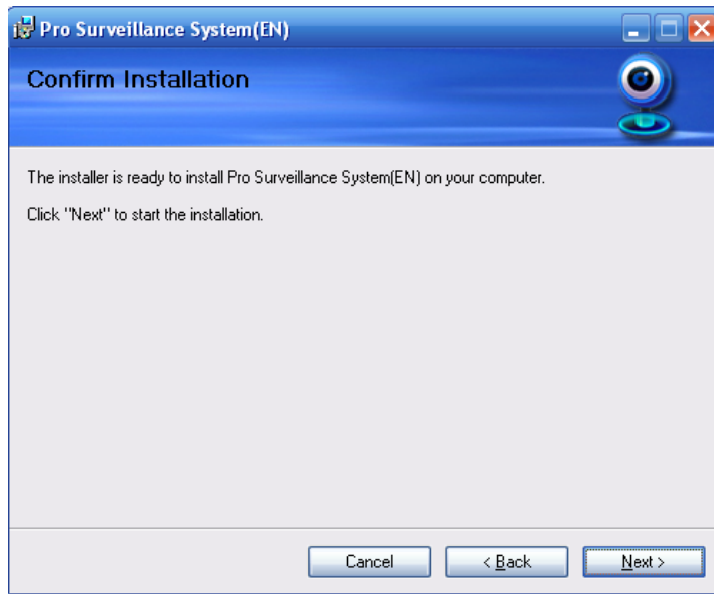 Pro Surveillance System(EN)
Confirm Installation
The installer is ready to install Pro Surveillance System(EN) on your computer.
Click "Next" to start the installation.
Cancel
< Back
Next >